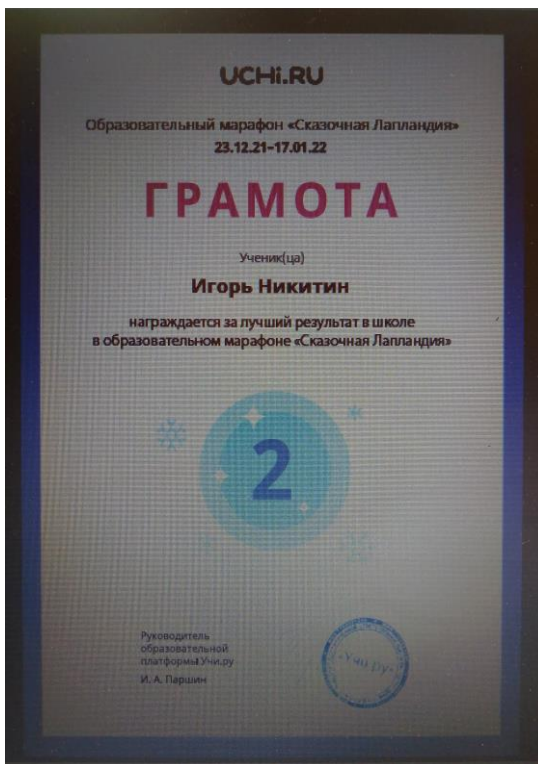 UCHi.RU
Образовательный марафон «Сказочная Лапландия»
23.12.21-17.01.22
ГРАМОТА
Ученик(ца)
Игорь Никитин
награждается за лучший результат в школе
в образовательном марафоне «Сказочная Лапландия»
2
Руководитель
образовательной
платформы Учи.ру
И. А. Паршин
Учи.ру